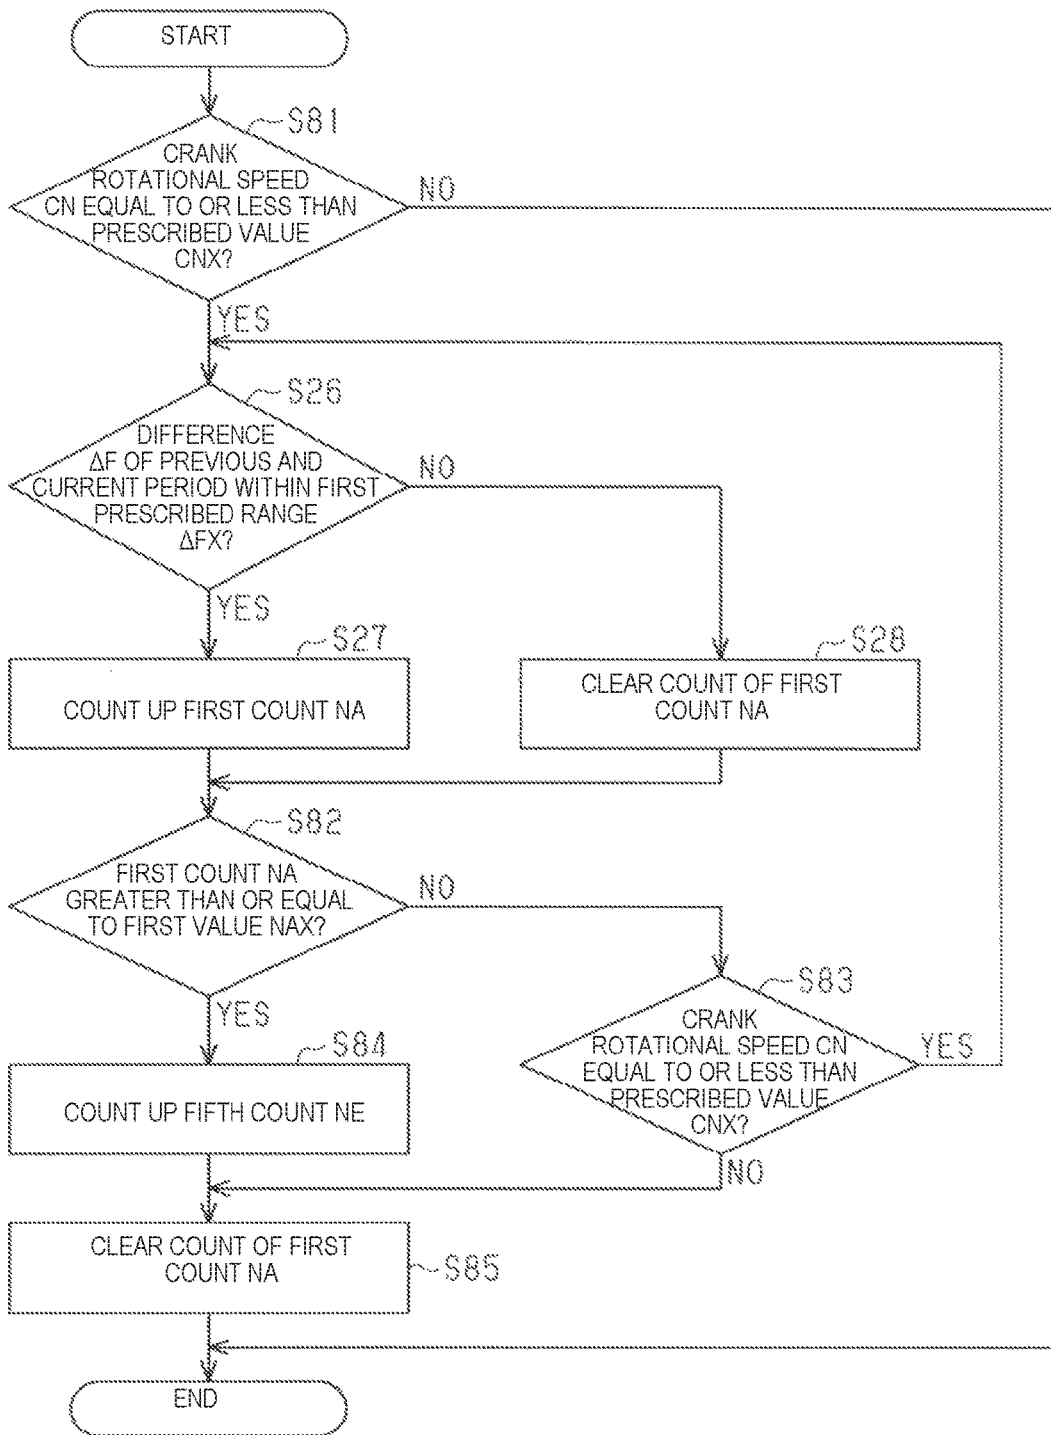 START
S81
CRANK
ROTATIONAL SPEED
CN EQUAL TO OR LESS THAN
PRESCRIBED VALUE
CNX?
NO
YES
S26
DIFFERENCE
ΔF OF PREVIOUS AND
CURRENT PERIOD WITHIN FIRST
PRESCRIBED RANGE
ΔFX?
NO
YES
S27
COUNT UP FIRST COUNT NA
S28
CLEAR COUNT OF FIRST
COUNT NA
S82
FIRST COUNT NA
GREATER THAN OR EQUAL
TO FIRST VALUE NAX?
NO
YES
S83
CRANK
ROTATIONAL SPEED CN
EQUAL TO OR LESS THAN
PRESCRIBED VALUE
CNX?
YES
NO
S84
COUNT UP FIFTH COUNT NE
CLEAR COUNT OF FIRST
COUNT NA
S85
END